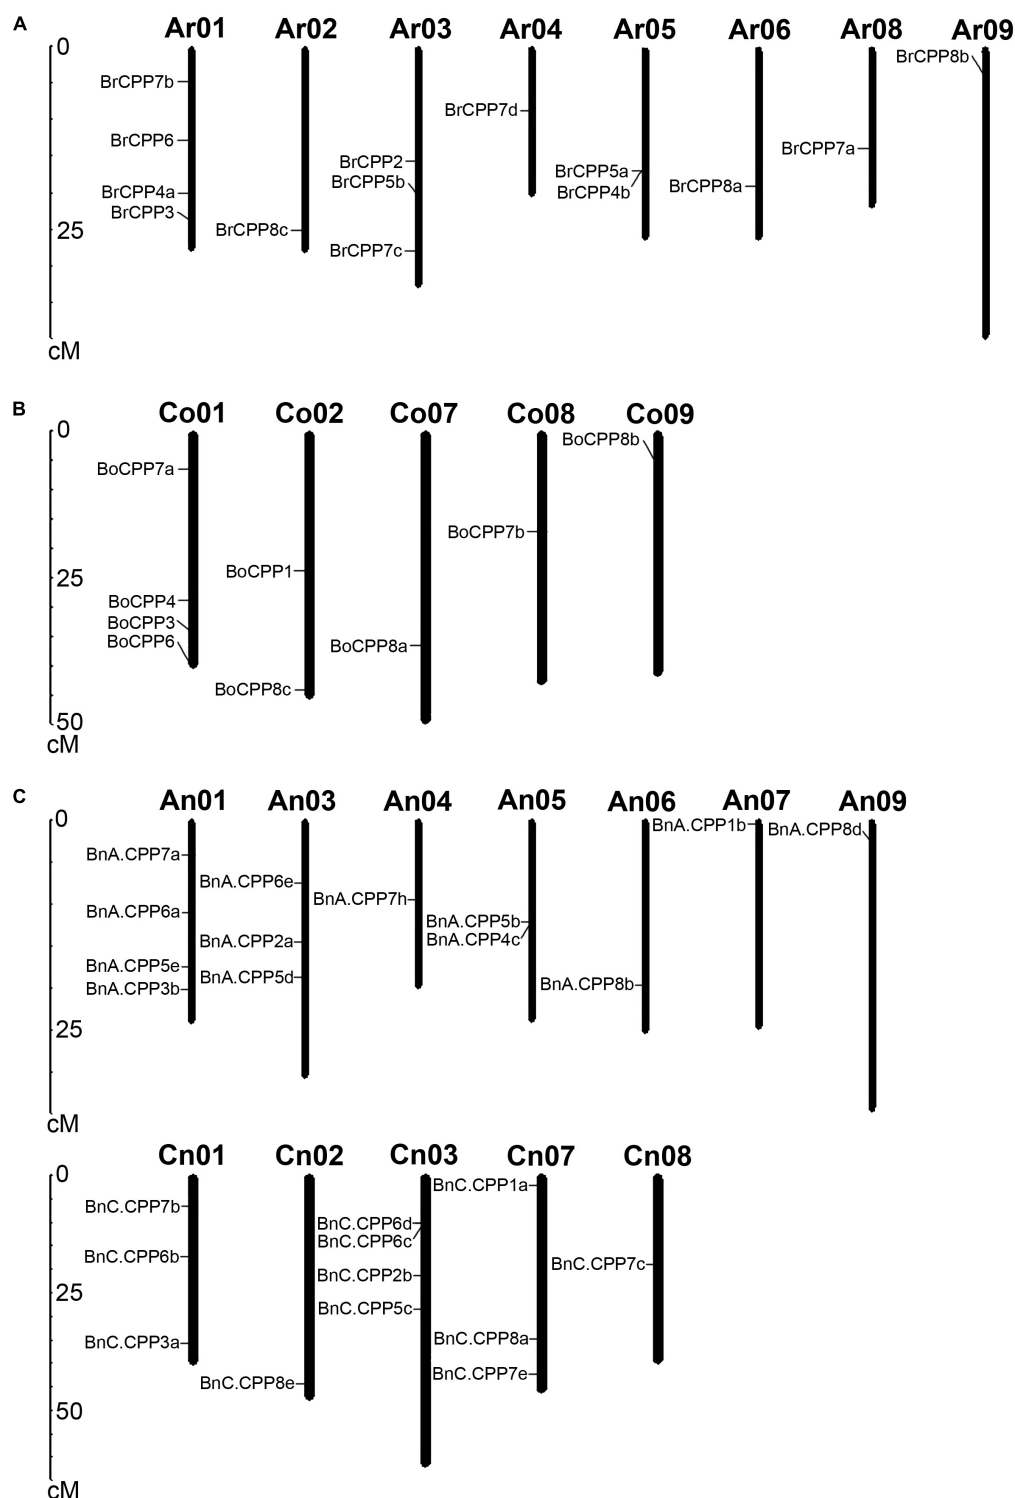 A
Ar01 Ar02 Ar03 Ar04 Ar05 Ar06 Ar08 Ar09
0
BrCPP8b
BrCPP7b
BrCPP7d
BrCPP6
BrCPP7a
BrCPP2
BrCPP5a
BrCPP5b
BrCPP8a
BrCPP4a
BrCPP4b
BrCPP3
25
BrCPP8c
BrCPP7c
cM
B
Co01 Co02 Co07 Co08 Co09
0
BoCPP8b
BoCPP7a
BoCPP7b
BoCPP1
25
BoCPP4
BoCPP3
BoCPP6
BoCPP8a
BoCPP8c
50
cM
C
An01 An03 An04 An05 An06 An07 An09
0
BnA.CPP1b
BnA.CPP8d
BnA.CPP7a
BnA.CPP6e
BnA.CPP7h
BnA.CPP6a
BnA.CPP5b
BnA.CPP2a
BnA.CPP4c
BnA.CPP5e
BnA.CPP5d
BnA.CPP8b
BnA.CPP3b
25
cM
Cn01 Cn02 Cn03 Cn07 Cn08
0
BnC.CPP1a
BnC.CPP7b
BnC.CPP6d
BnC.CPP6c
BnC.CPP6b
BnC.CPP7c
BnC.CPP2b
25
BnC.CPP5c
BnC.CPP8a
BnC.CPP3a
BnC.CPP7e
BnC.CPP8e
50
cM